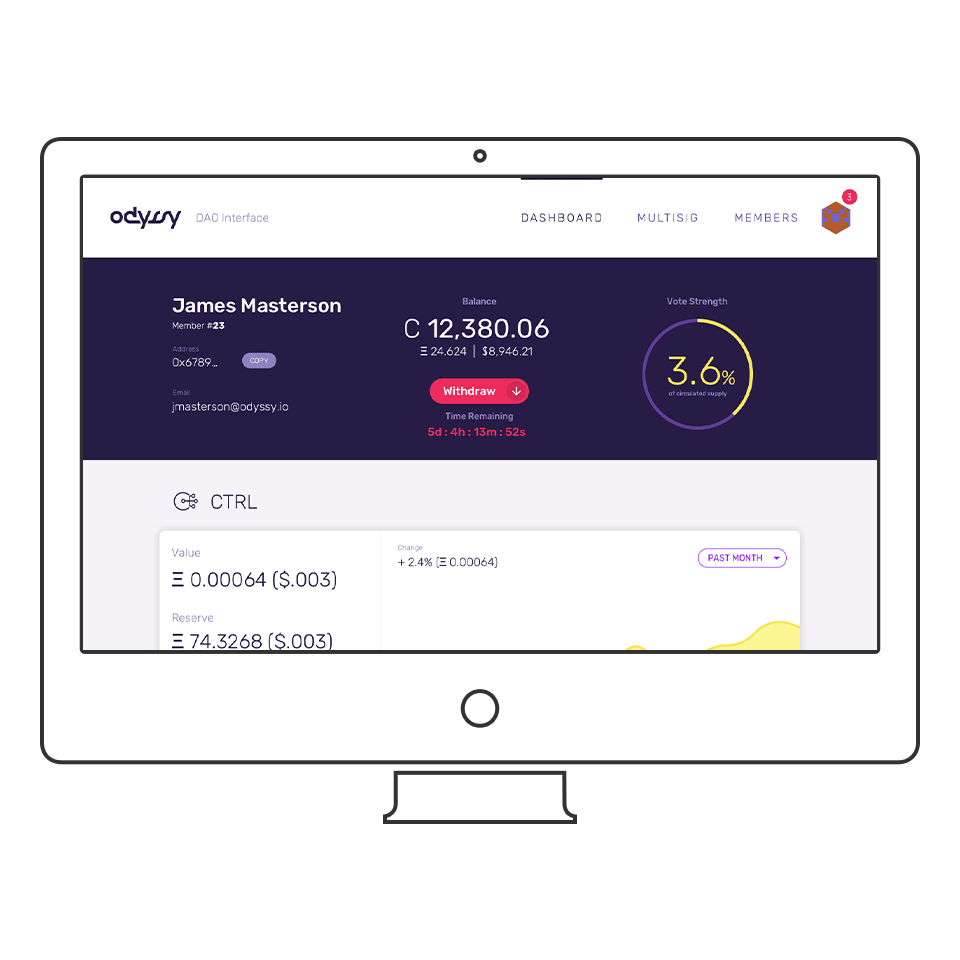 odyssy DAO Interface DASHBOARD MULTISIG MEMBERS 3
James Masterson
Member #23
Address
0x6789... COPY
Email
jmasterson@odyssy.io
Balance
C 12,380.06
Ξ 24.624 | $8,946.21
Withdraw
Time Remaining
5d : 4h : 13m : 52s
Vote Strength
3.6%
of circulated supply
CTRL
Value
Ξ 0.00064 ($.003)
Reserve
Ξ 74.3268 ($.003)
Change
+ 2.4% (Ξ 0.00064)
PAST MONTH